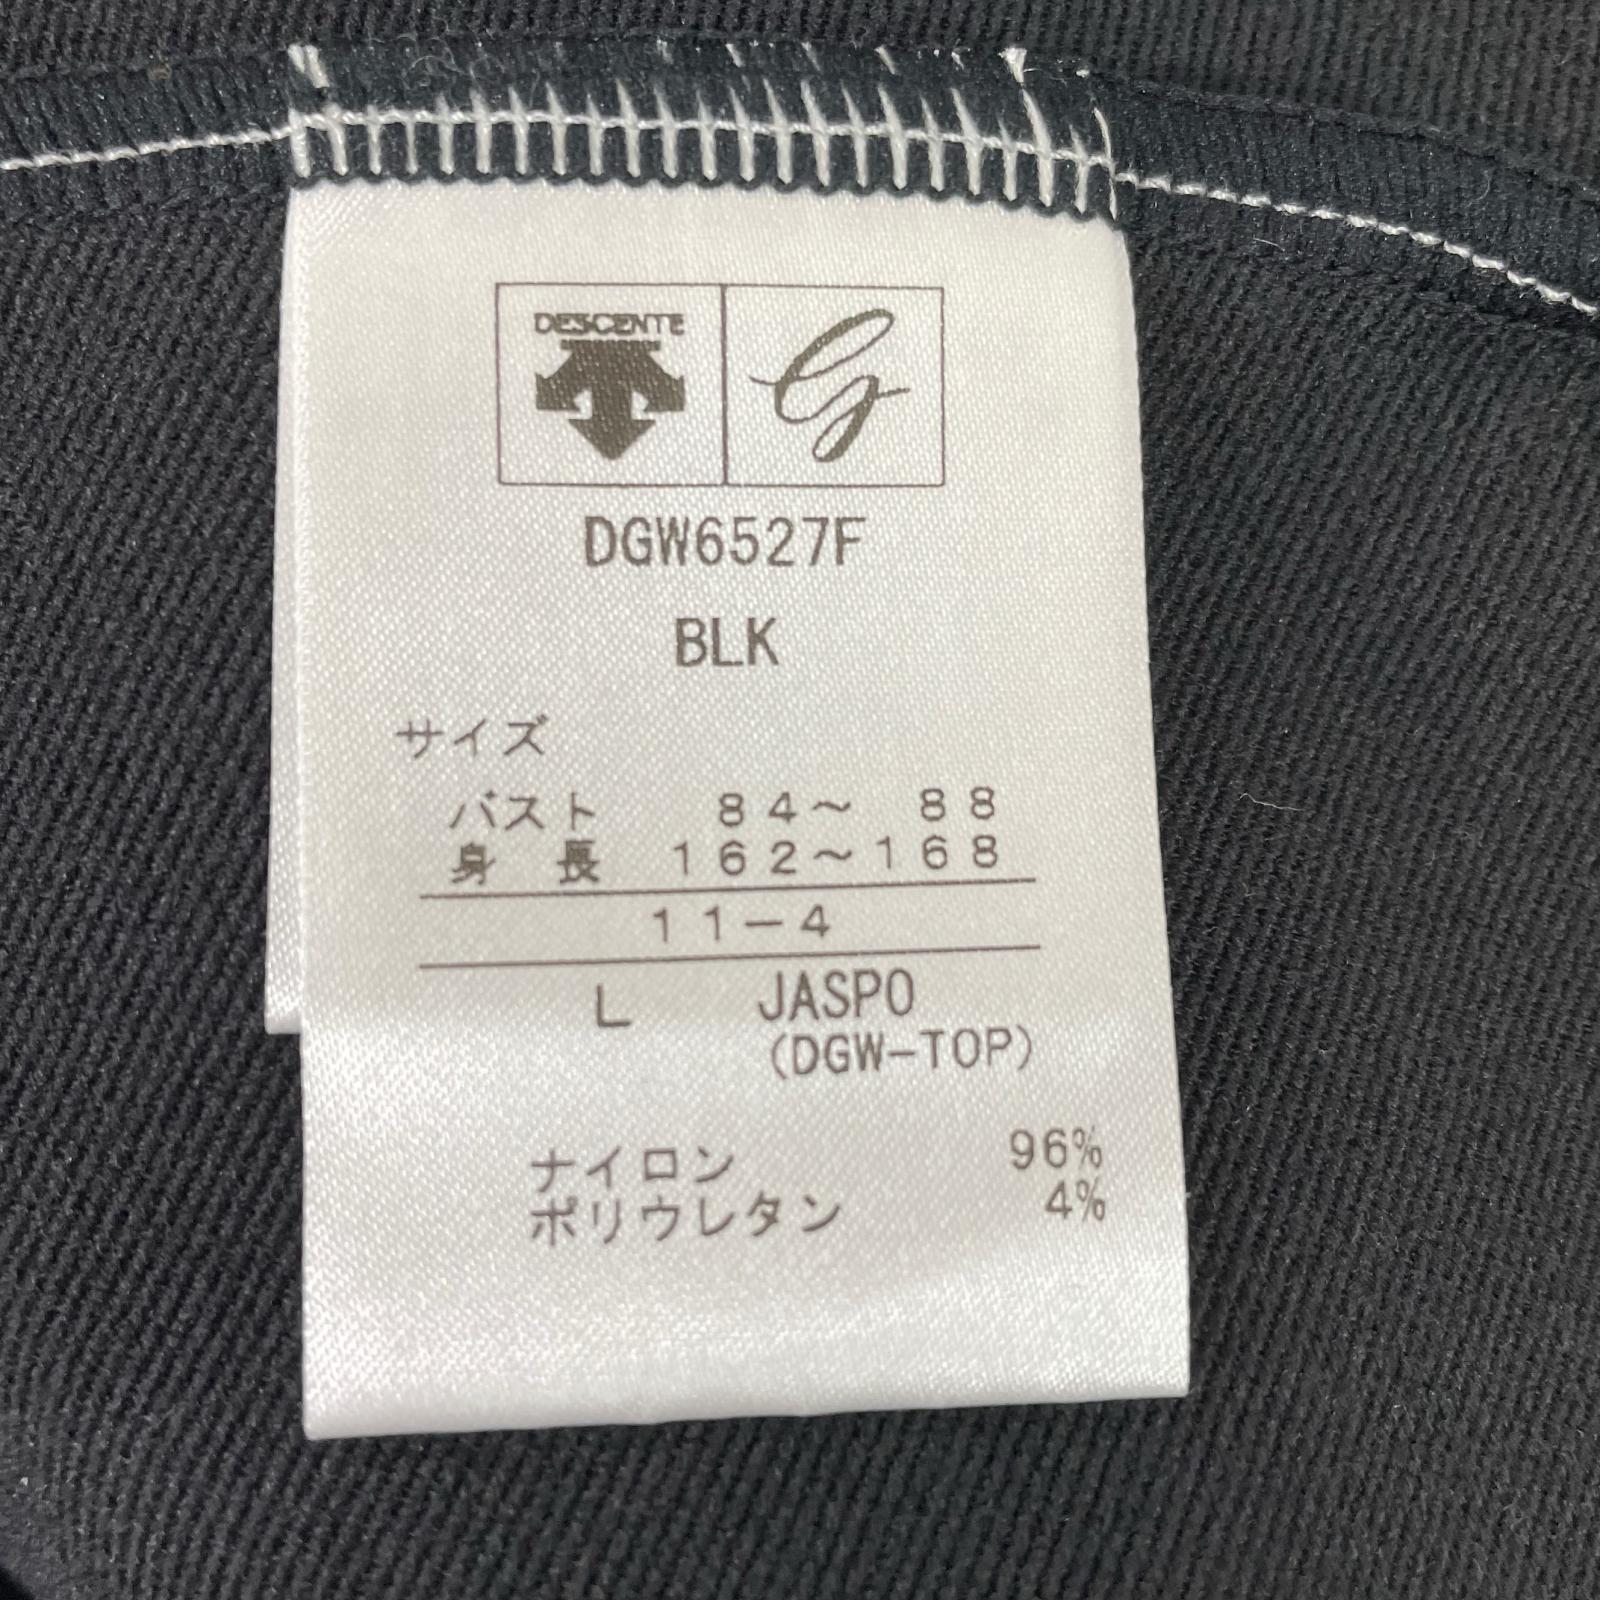 DESCENTE G
DGW6527F
BLK
サイズ
バスト 84～ 88
身長 162～168
11-4
L JASPO
(DGW-TOP)
ナイロン 96%
ポリウレタン 4%